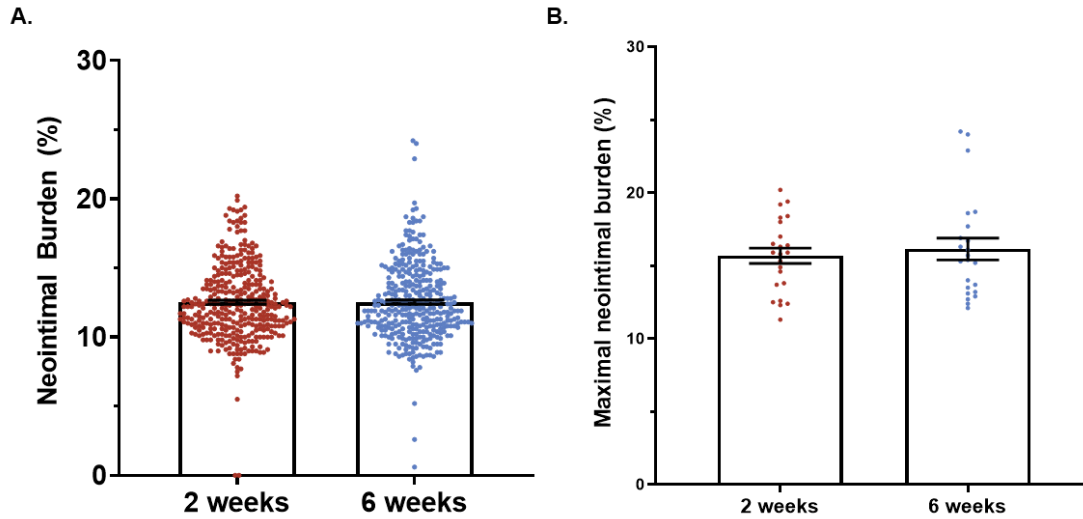 A.
Neointimal Burden (%)
30
20
10
0
2 weeks
6 weeks
B.
Maximal neointimal burden (%)
30
20
10
0
2 weeks
6 weeks